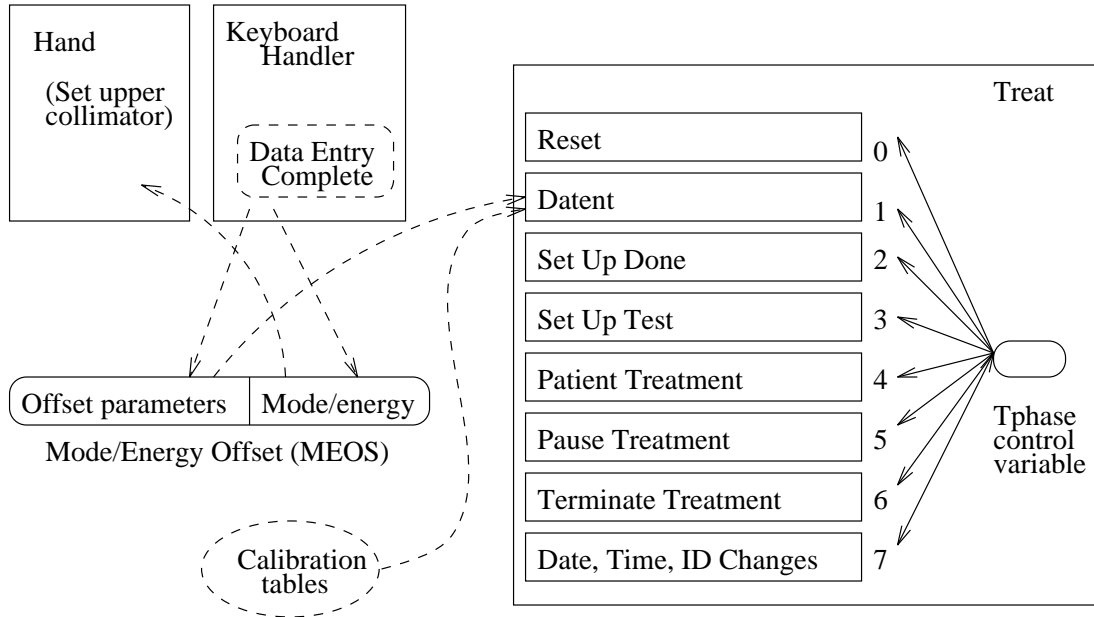 Hand
(Set upper
collimator)
Keyboard
Handler
Data Entry
Complete
Offset parameters
Mode/energy
Mode/Energy Offset (MEOS)
Calibration
tables
Treat
Reset
0
Datent
1
Set Up Done
2
Set Up Test
3
Patient Treatment
4
Pause Treatment
5
Terminate Treatment
6
Date, Time, ID Changes
7
Tphase
control
variable